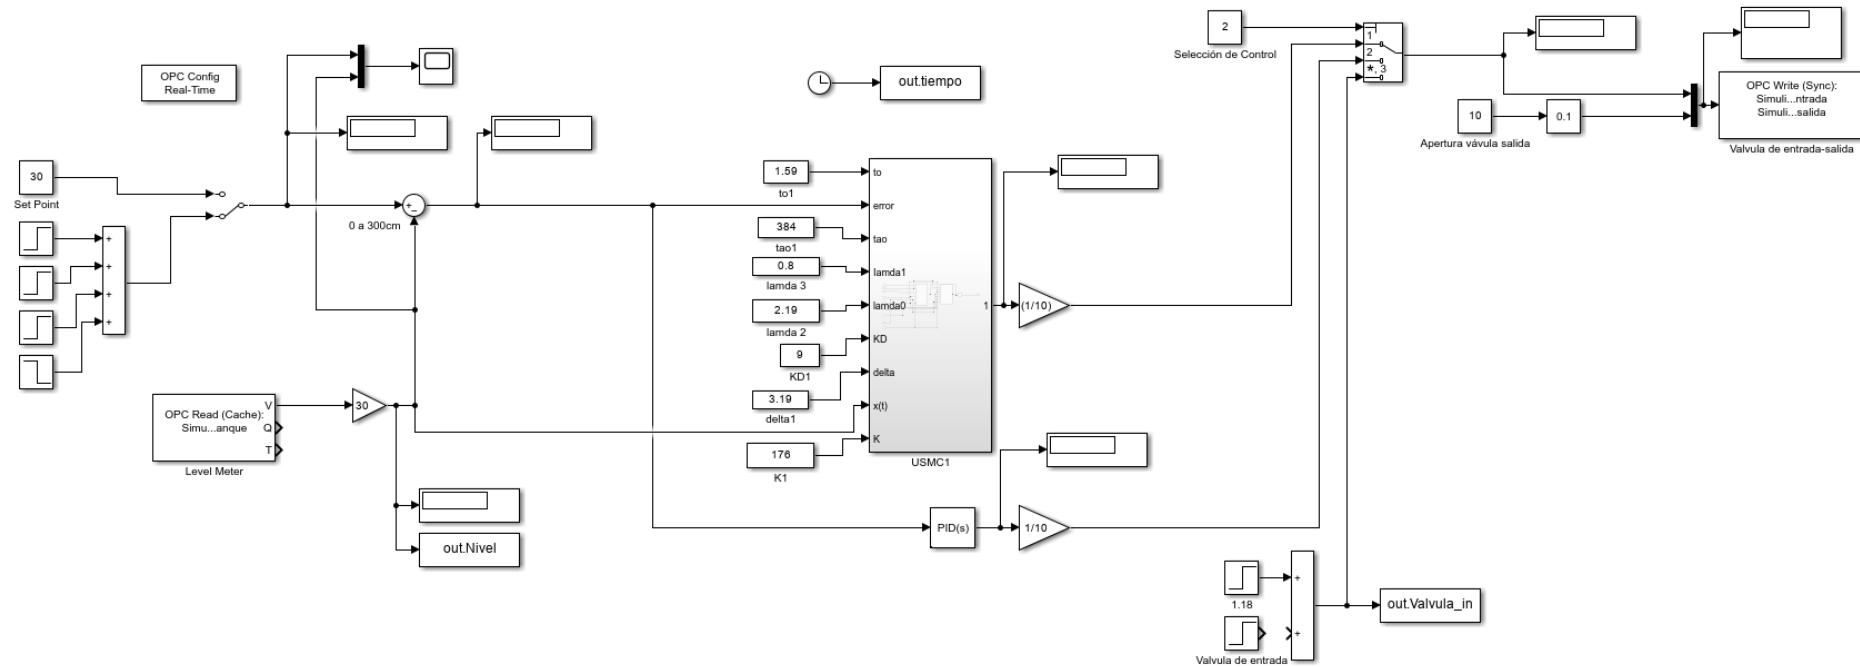 OPC Config
Real-Time
30
Set Point
+
+
+
+
+
−
0 a 300cm
OPC Read (Cache):
Simu...anque
V
Q
T
Level Meter
30
out.Nivel
out.tiempo
1.59
to1
384
tao1
0.8
lamda 3
2.19
lamda 2
9
KD1
3.19
delta1
176
K1
to
error
tao
lamda1
lamda0
KD
delta
x(t)
K
1
USMC1
(1/10)
PID(s)
1/10
2
Selección de Control
1
2
*, 3
10
Apertura vávula salida
0.1
OPC Write (Sync):
Simuli...ntrada
Simuli...salida
Valvula de entrada-salida
1.18
Valvula de entrada
+
+
out.Valvula_in